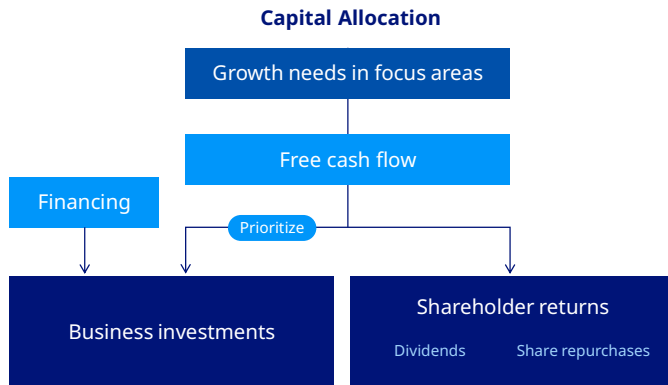 Capital Allocation
Growth needs in focus areas
Free cash flow
Financing
Prioritize
Business investments
Shareholder returns
Dividends
Share repurchases